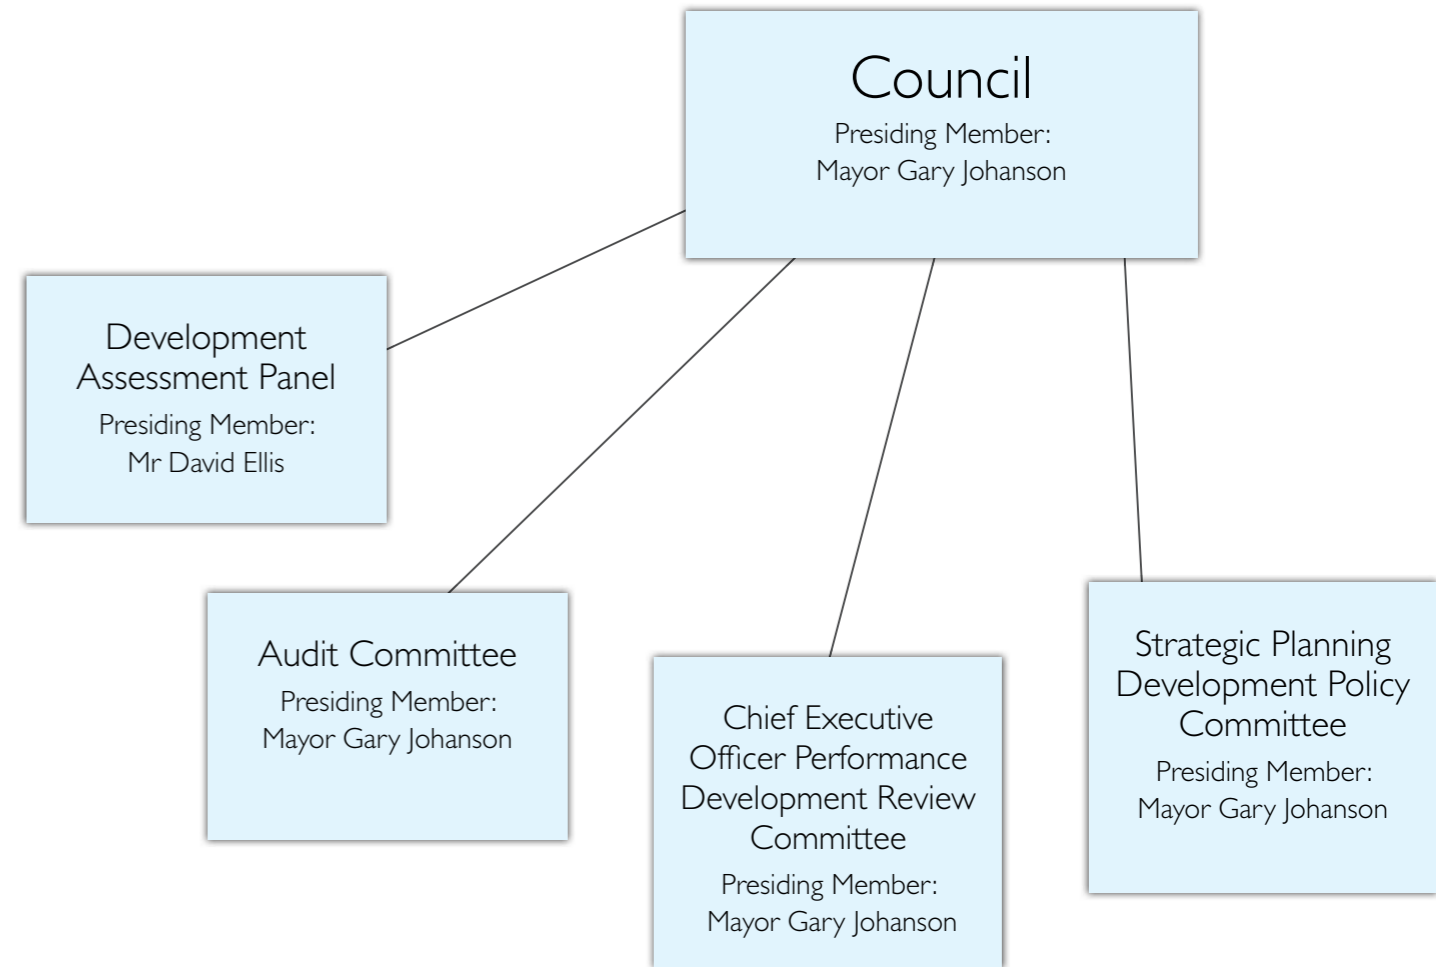 Council
Presiding Member:
Mayor Gary Johanson
Development
Assessment Panel
Presiding Member:
Mr David Ellis
Audit Committee
Presiding Member:
Mayor Gary Johanson
Chief Executive
Officer Performance
Development Review
Committee
Presiding Member:
Mayor Gary Johanson
Strategic Planning
Development Policy
Committee
Presiding Member:
Mayor Gary Johanson